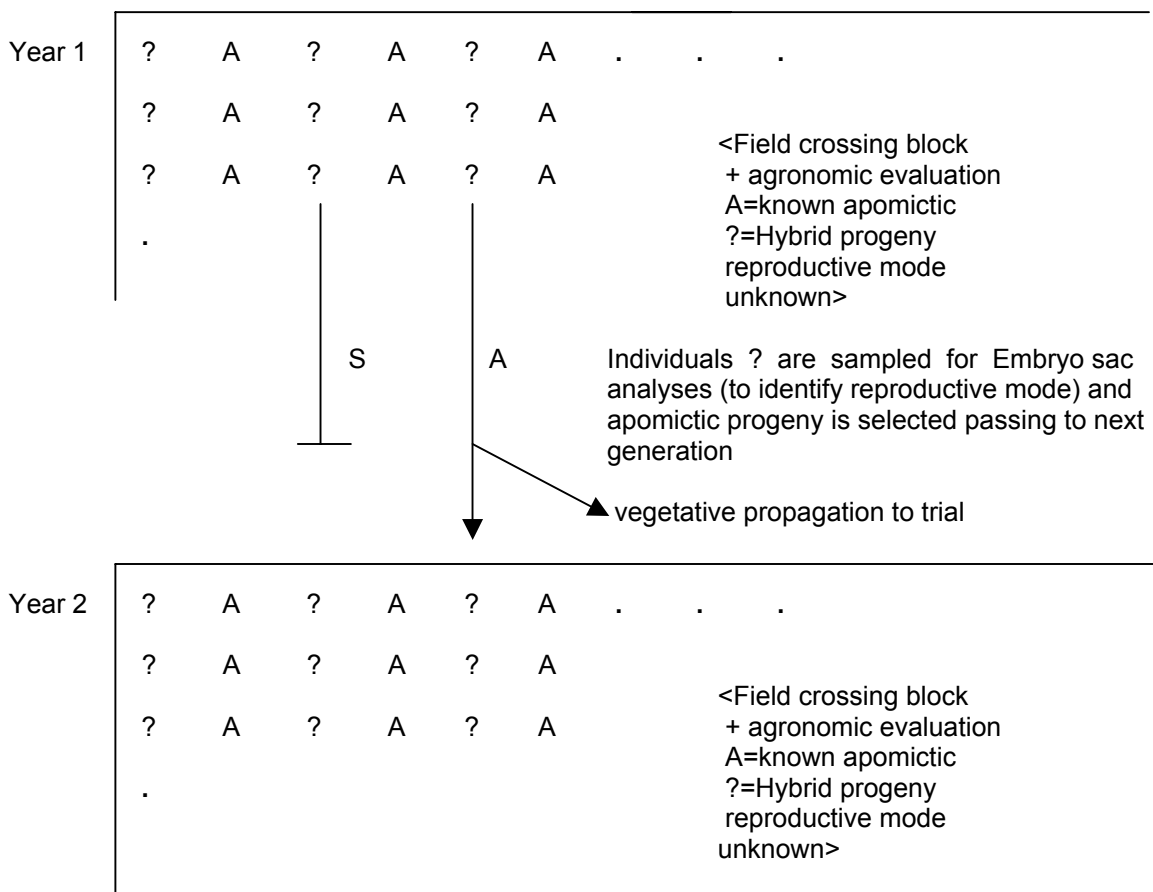 Year 1 ? A ? A ? A . . .
? A ? A ? A
<Field crossing block
? A ? A ? A + agronomic evaluation
A=known apomictic
. ?=Hybrid progeny
reproductive mode
unknown>
S A Individuals ? are sampled for Embryo sac
analyses (to identify reproductive mode) and
apomictic progeny is selected passing to next
generation
vegetative propagation to trial
Year 2 ? A ? A ? A . . .
? A ? A ? A
<Field crossing block
? A ? A ? A + agronomic evaluation
A=known apomictic
. ?=Hybrid progeny
reproductive mode
unknown>